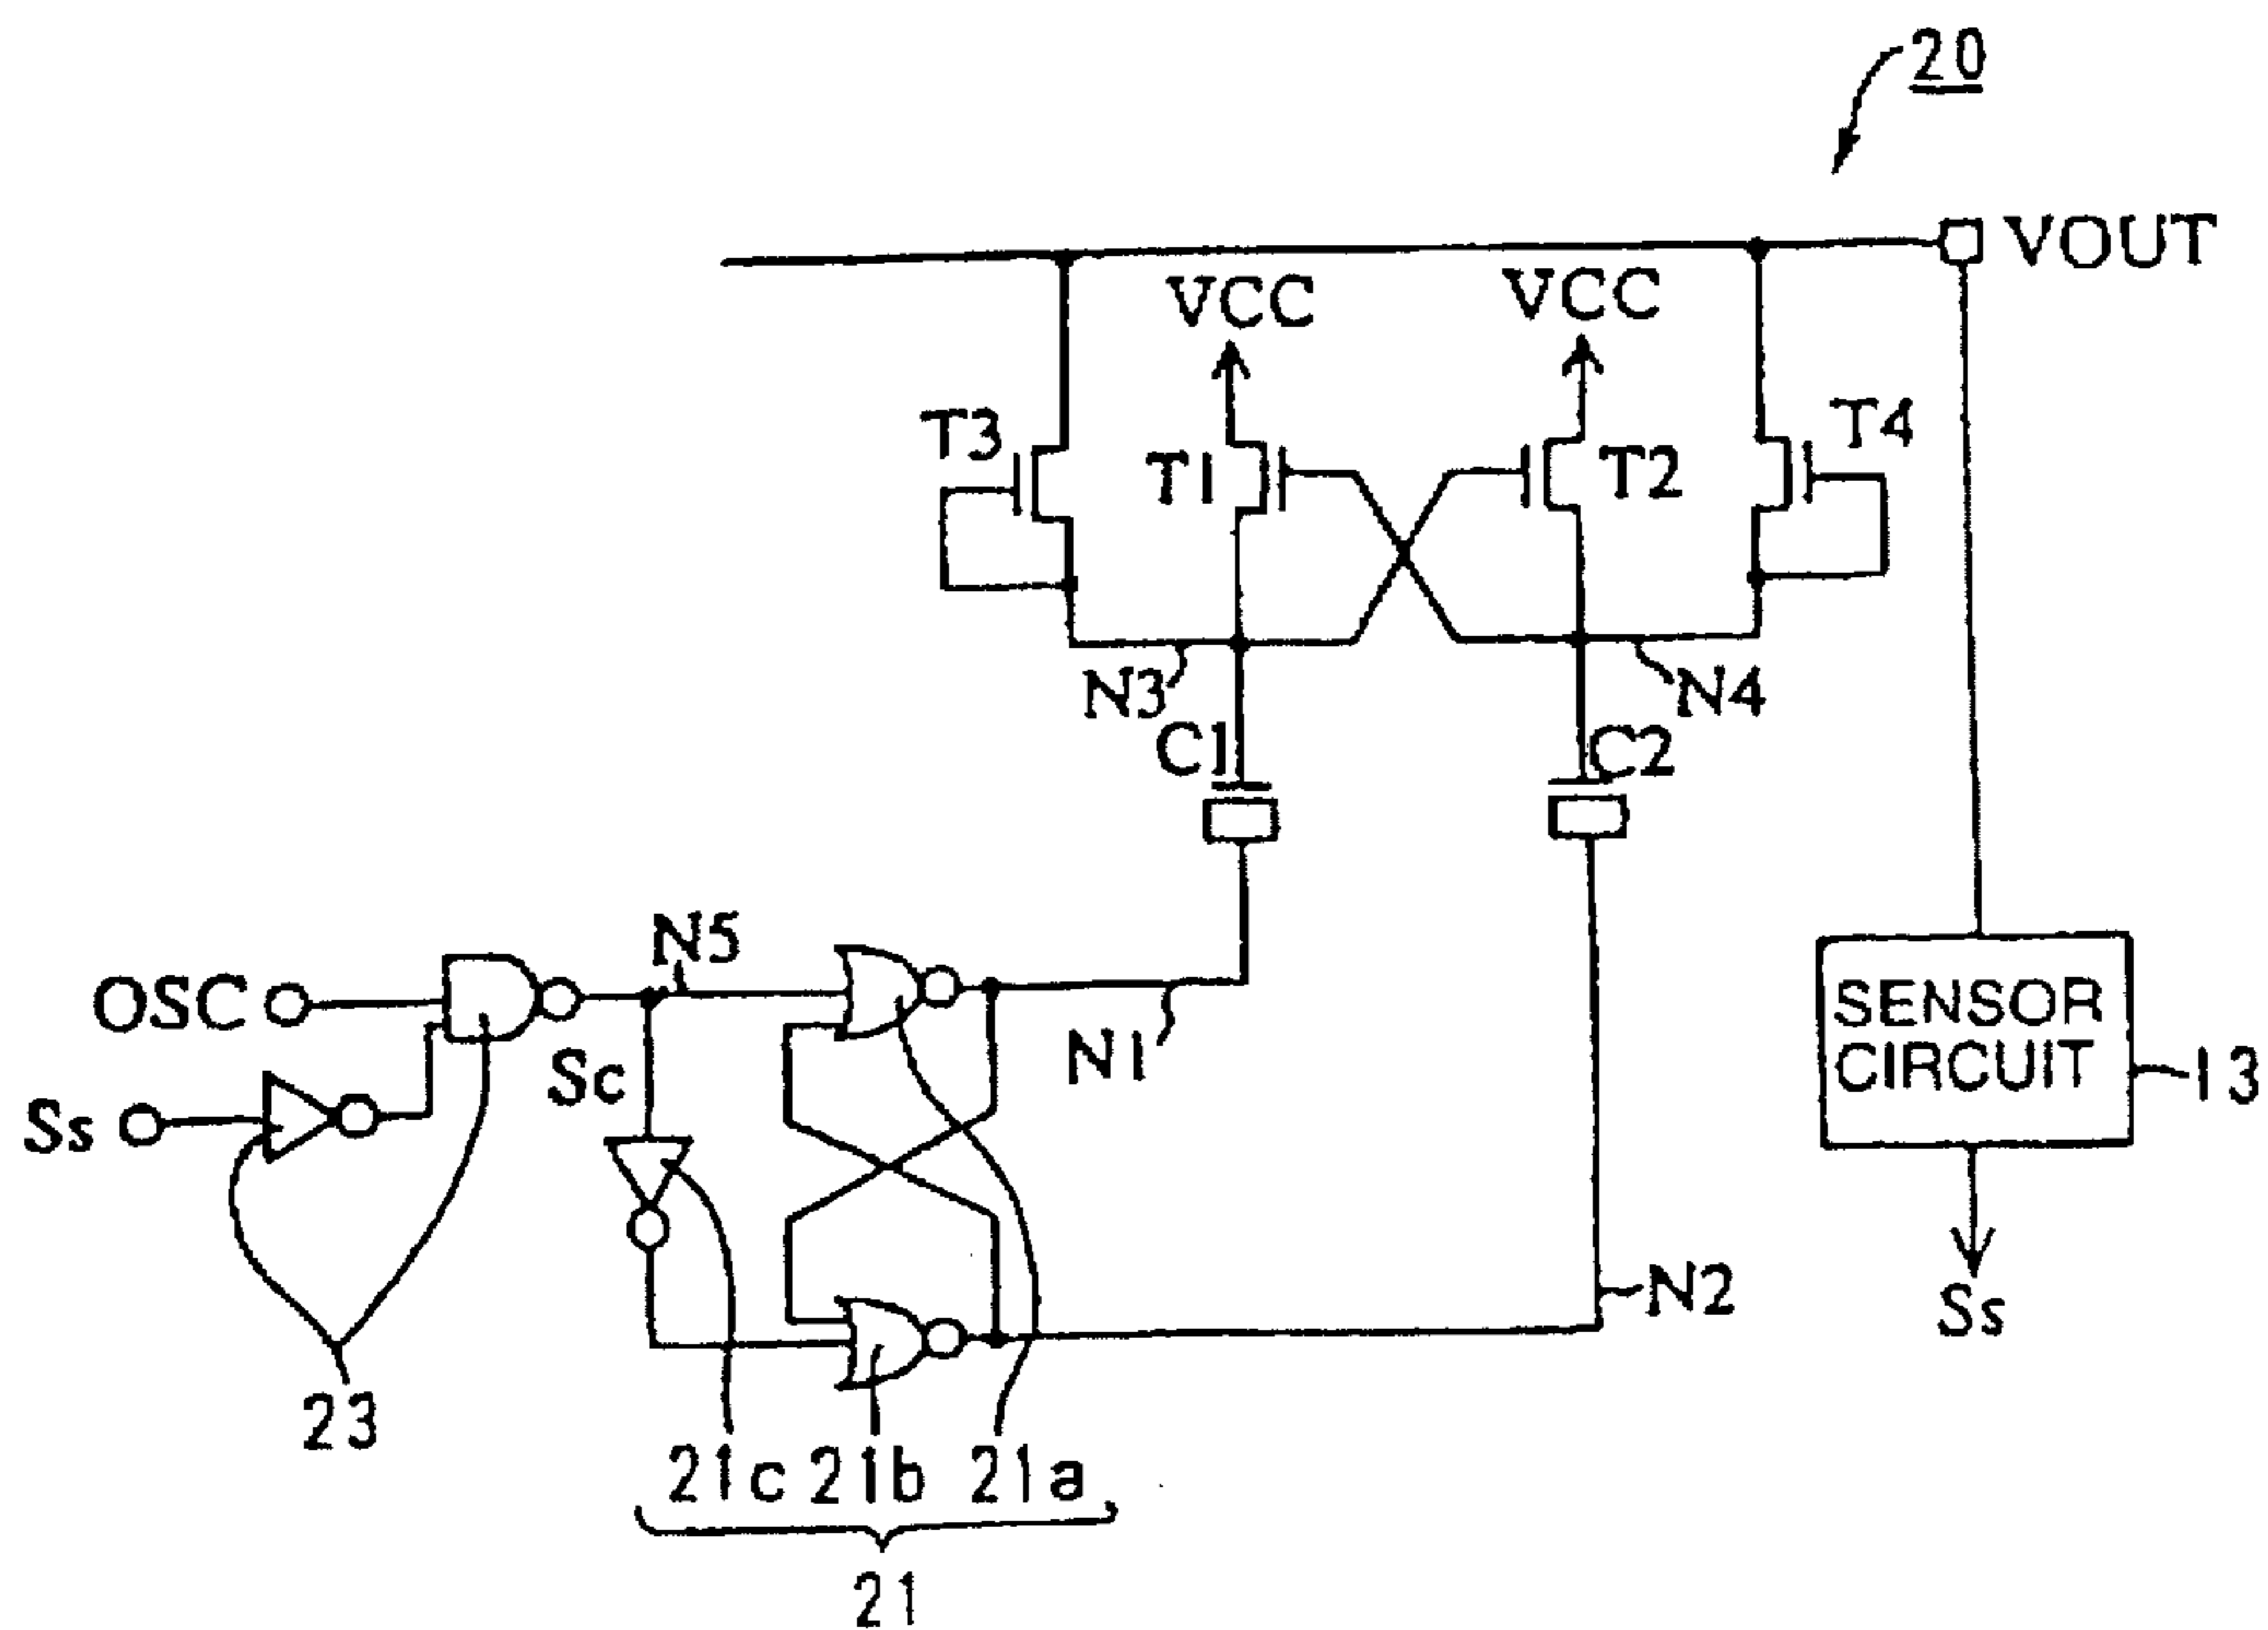 20
VOUT
VCC
VCC
T3
T1
T2
T4
N3
N4
C1
C2
N5
OSC
N1
SENSOR
CIRCUIT
13
Sc
Ss
N2
Ss
23
21c 21b 21a
21